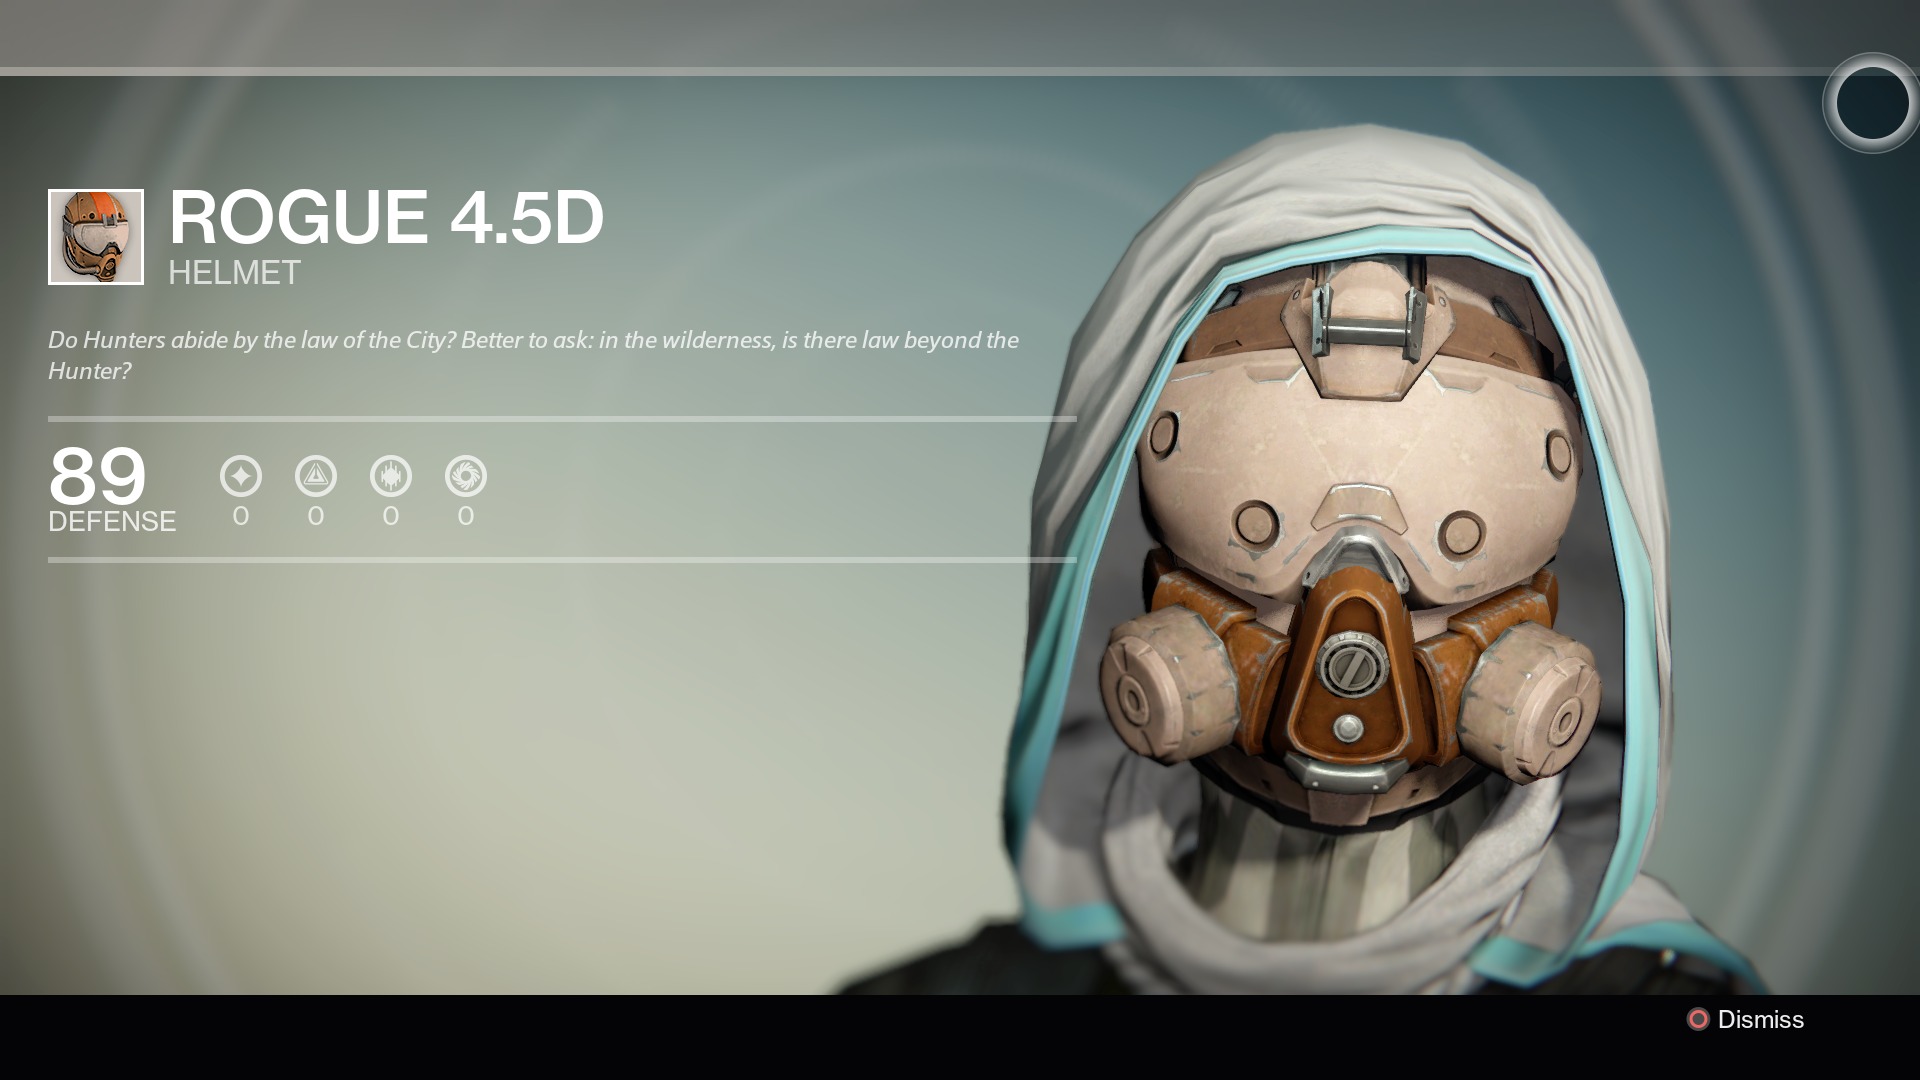 ROGUE 4.5D
HELMET
Do Hunters abide by the law of the City? Better to ask: in the wilderness, is there law beyond the
Hunter?
89
DEFENSE
0 0 0 0
Dismiss